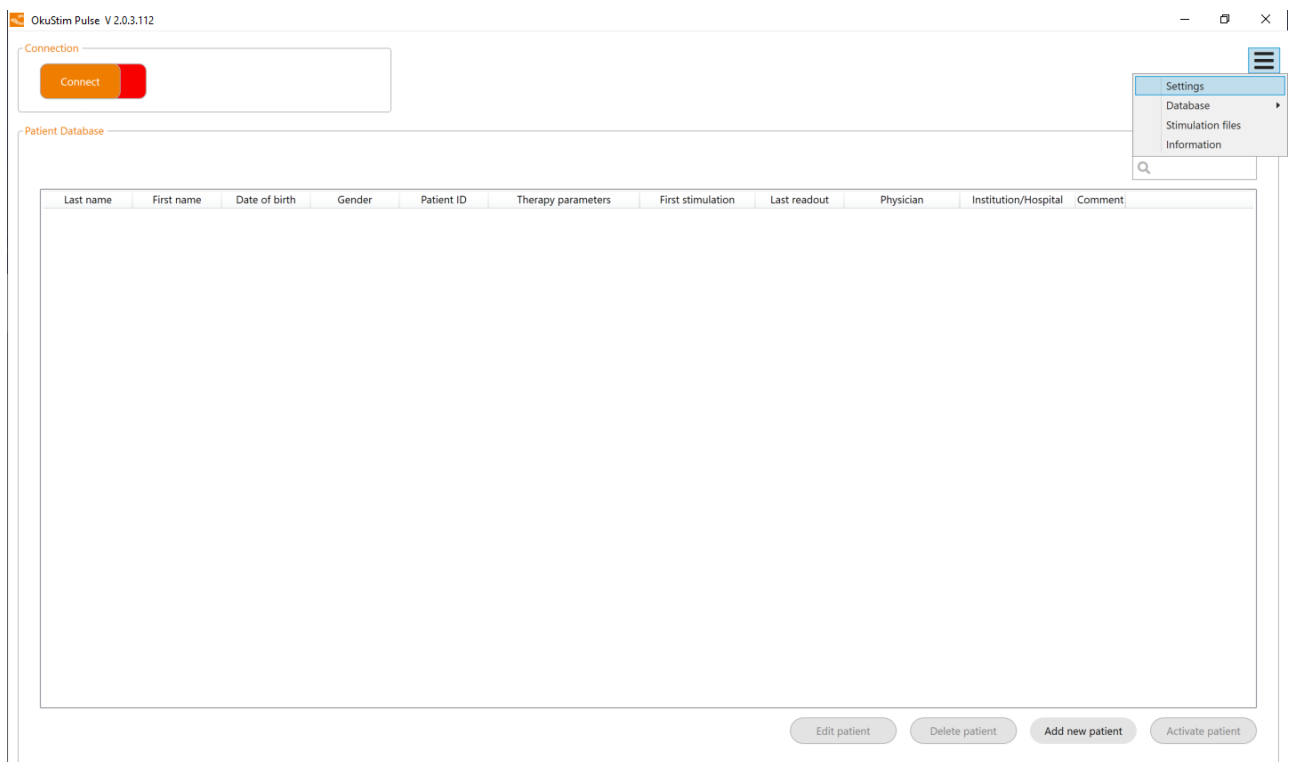 OkuStim Pulse V 2.0.3.112
Connection
Connect
Settings
Database
Stimulation files
Information
Patient Database
Last name First name Date of birth Gender Patient ID Therapy parameters First stimulation Last readout Physician Institution/Hospital Comment
Edit patient Delete patient Add new patient Activate patient